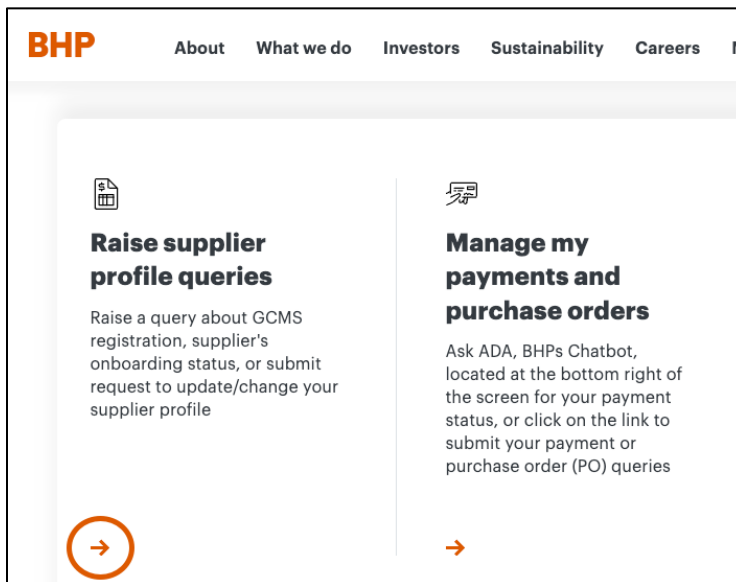 BHP
About What we do Investors Sustainability Careers
Raise supplier
profile queries
Raise a query about GCMS
registration, supplier's
onboarding status, or submit
request to update/change your
supplier profile
Manage my
payments and
purchase orders
Ask ADA, BHPs Chatbot,
located at the bottom right of
the screen for your payment
status, or click on the link to
submit your payment or
purchase order (PO) queries